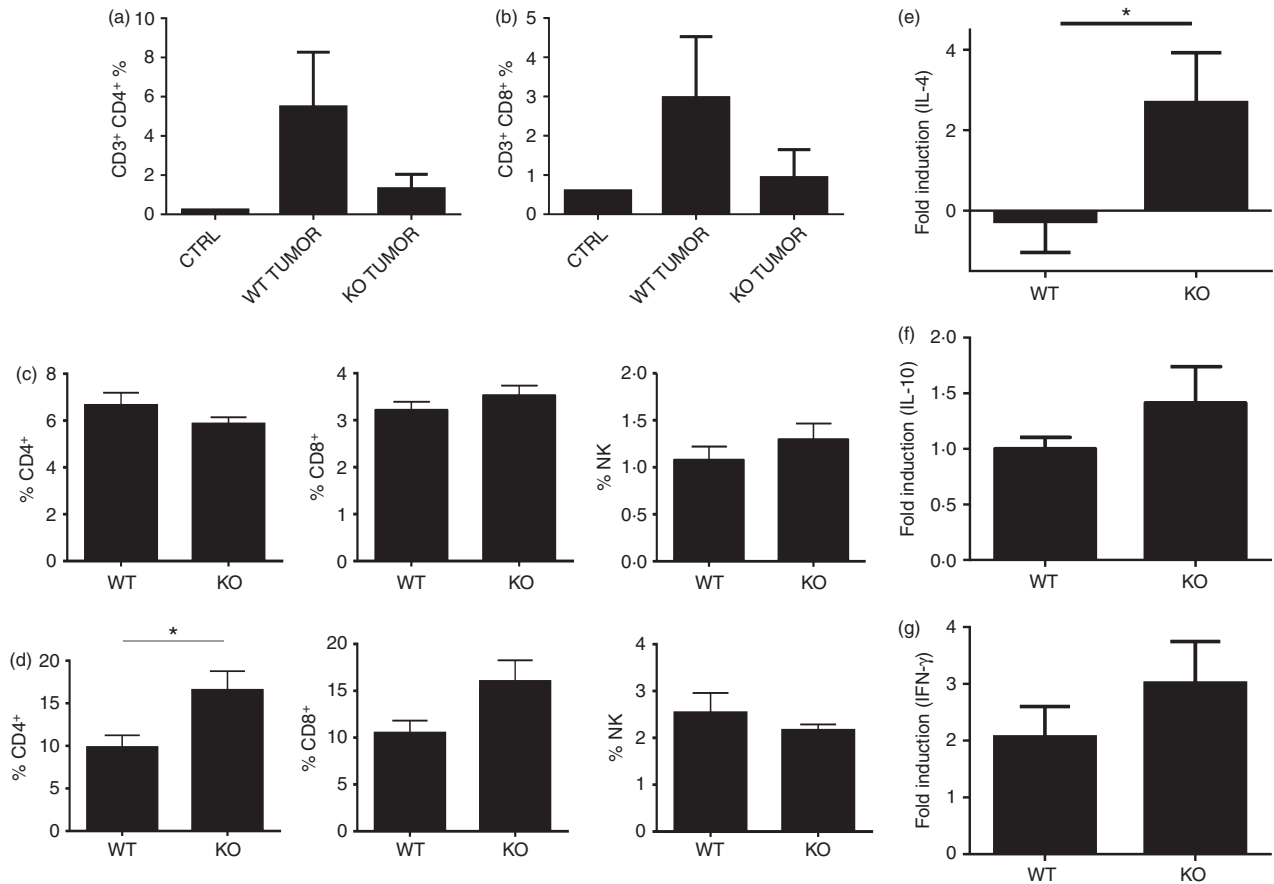 (a)
CD3+ CD4+ %
10
8
6
4
2
0
CTRL
WT TUMOR
KO TUMOR
(b)
CD3+ CD8+ %
5
4
3
2
1
0
CTRL
WT TUMOR
KO TUMOR
(e)
*
Fold induction (IL-4)
4
2
0
WT
KO
(c)
% CD4+
8
6
4
2
0
WT
KO
% CD8+
4
3
2
1
0
WT
KO
% NK
2·0
1·5
1·0
0·5
0·0
WT
KO
(f)
Fold induction (IL-10)
2·0
1·5
1·0
0·5
0·0
WT
KO
(d)
*
% CD4+
20
15
10
5
0
WT
KO
% CD8+
20
15
10
5
0
WT
KO
% NK
4
3
2
1
0
WT
KO
(g)
Fold induction (IFN-γ)
4
3
2
1
0
WT
KO